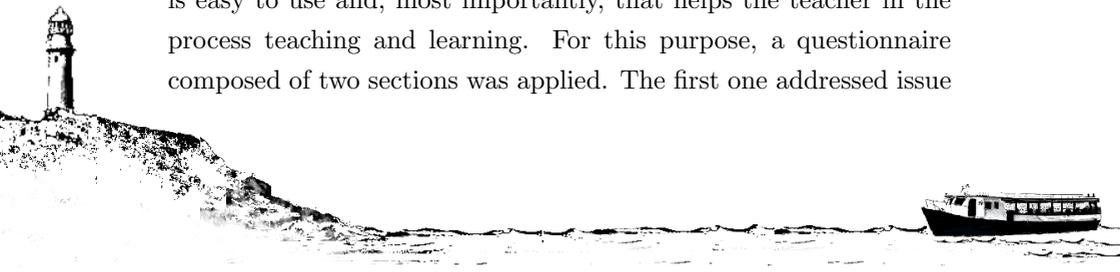 is easy to use and, most importantly, that helps the teacher in the
process teaching and learning. For this purpose, a questionnaire
composed of two sections was applied. The first one addressed issue